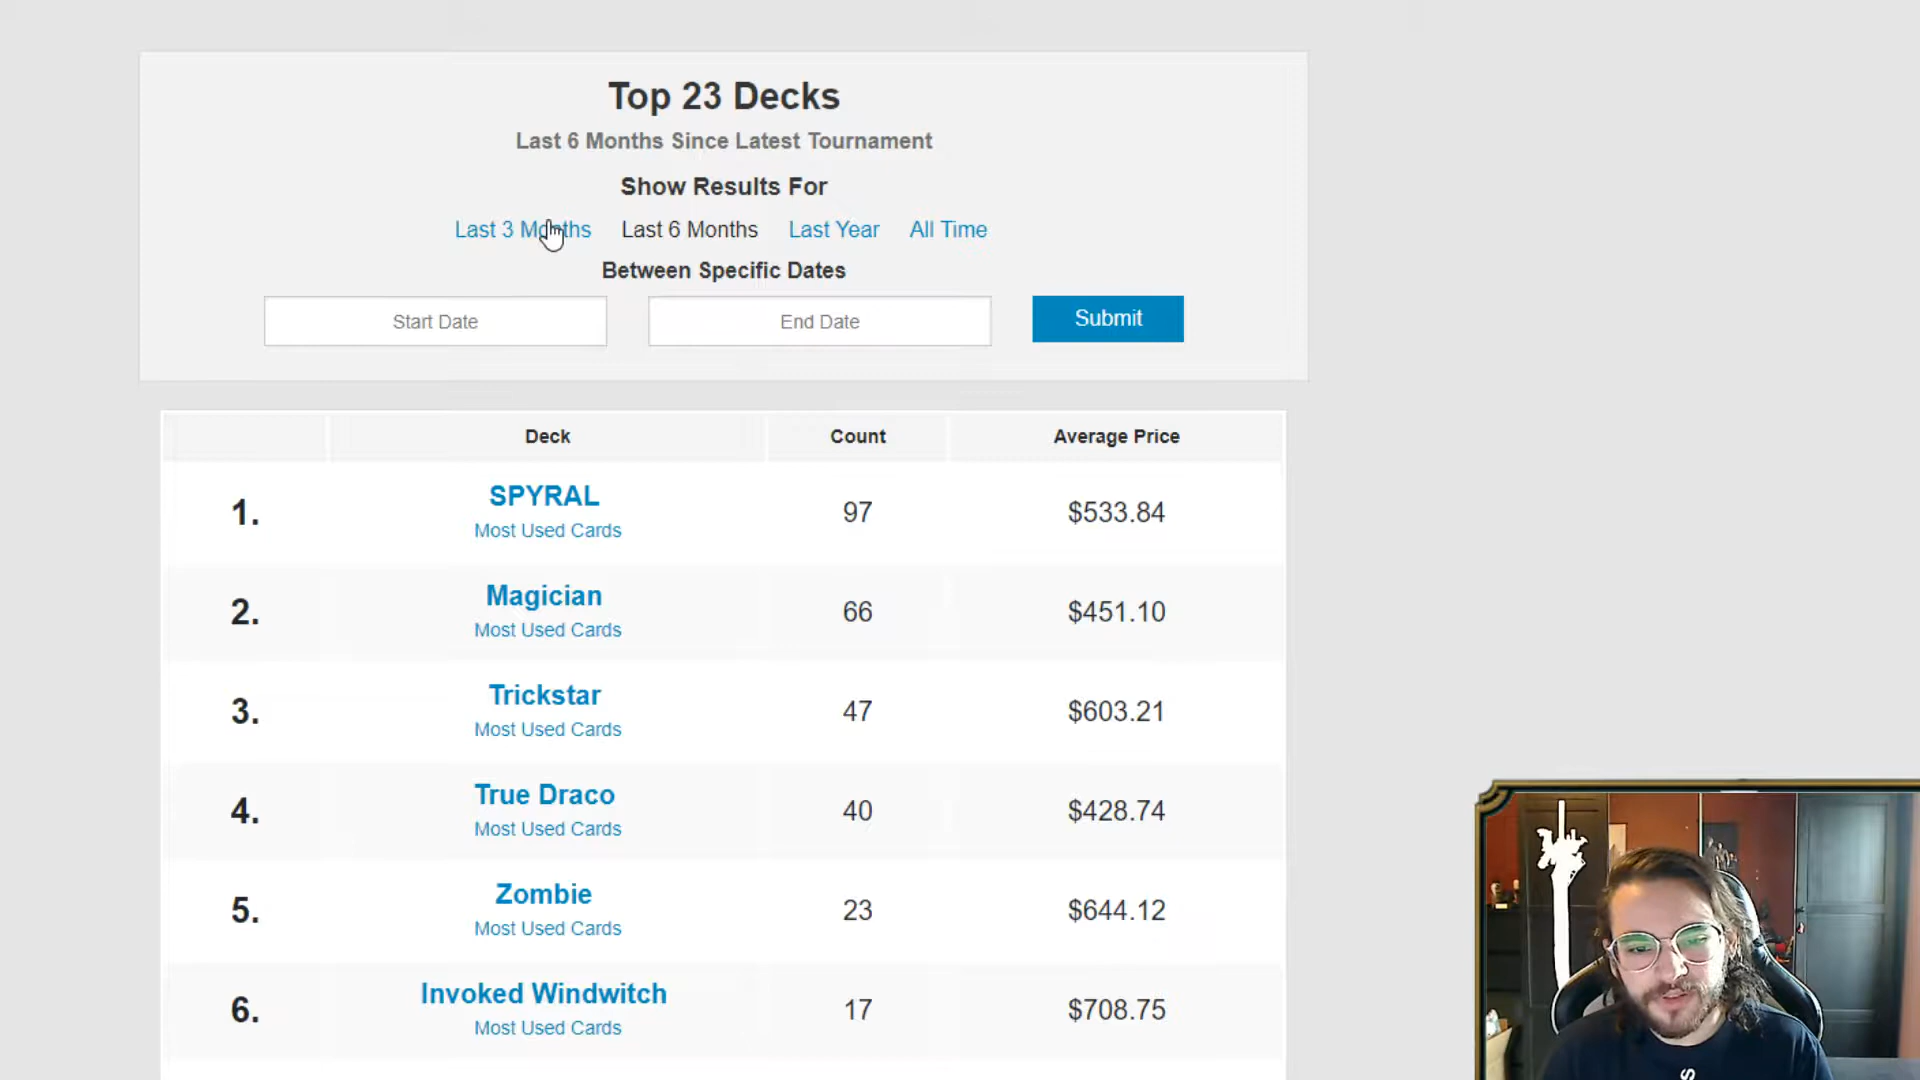 Top 23 Decks
Last 6 Months Since Latest Tournament
Show Results For
Last 3 Months Last 6 Months Last Year All Time
Between Specific Dates
Start Date End Date Submit
Deck Count Average Price
1. SPYRAL 97 $533.84
Most Used Cards
2. Magician 66 $451.10
Most Used Cards
3. Trickstar 47 $603.21
Most Used Cards
4. True Draco 40 $428.74
Most Used Cards
5. Zombie 23 $644.12
Most Used Cards
6. Invoked Windwitch 17 $708.75
Most Used Cards